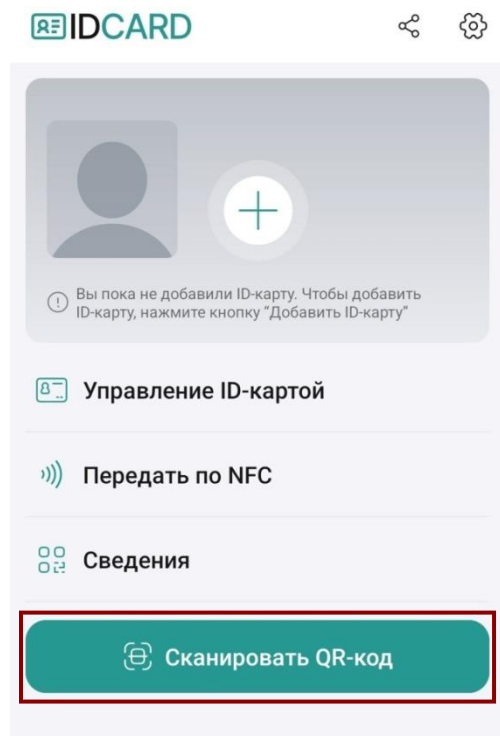 IDCARD
Вы пока не добавили ID-карту. Чтобы добавить
ID-карту, нажмите кнопку “Добавить ID-карту”
Управление ID-картой
Передать по NFC
Сведения
Сканировать QR-код